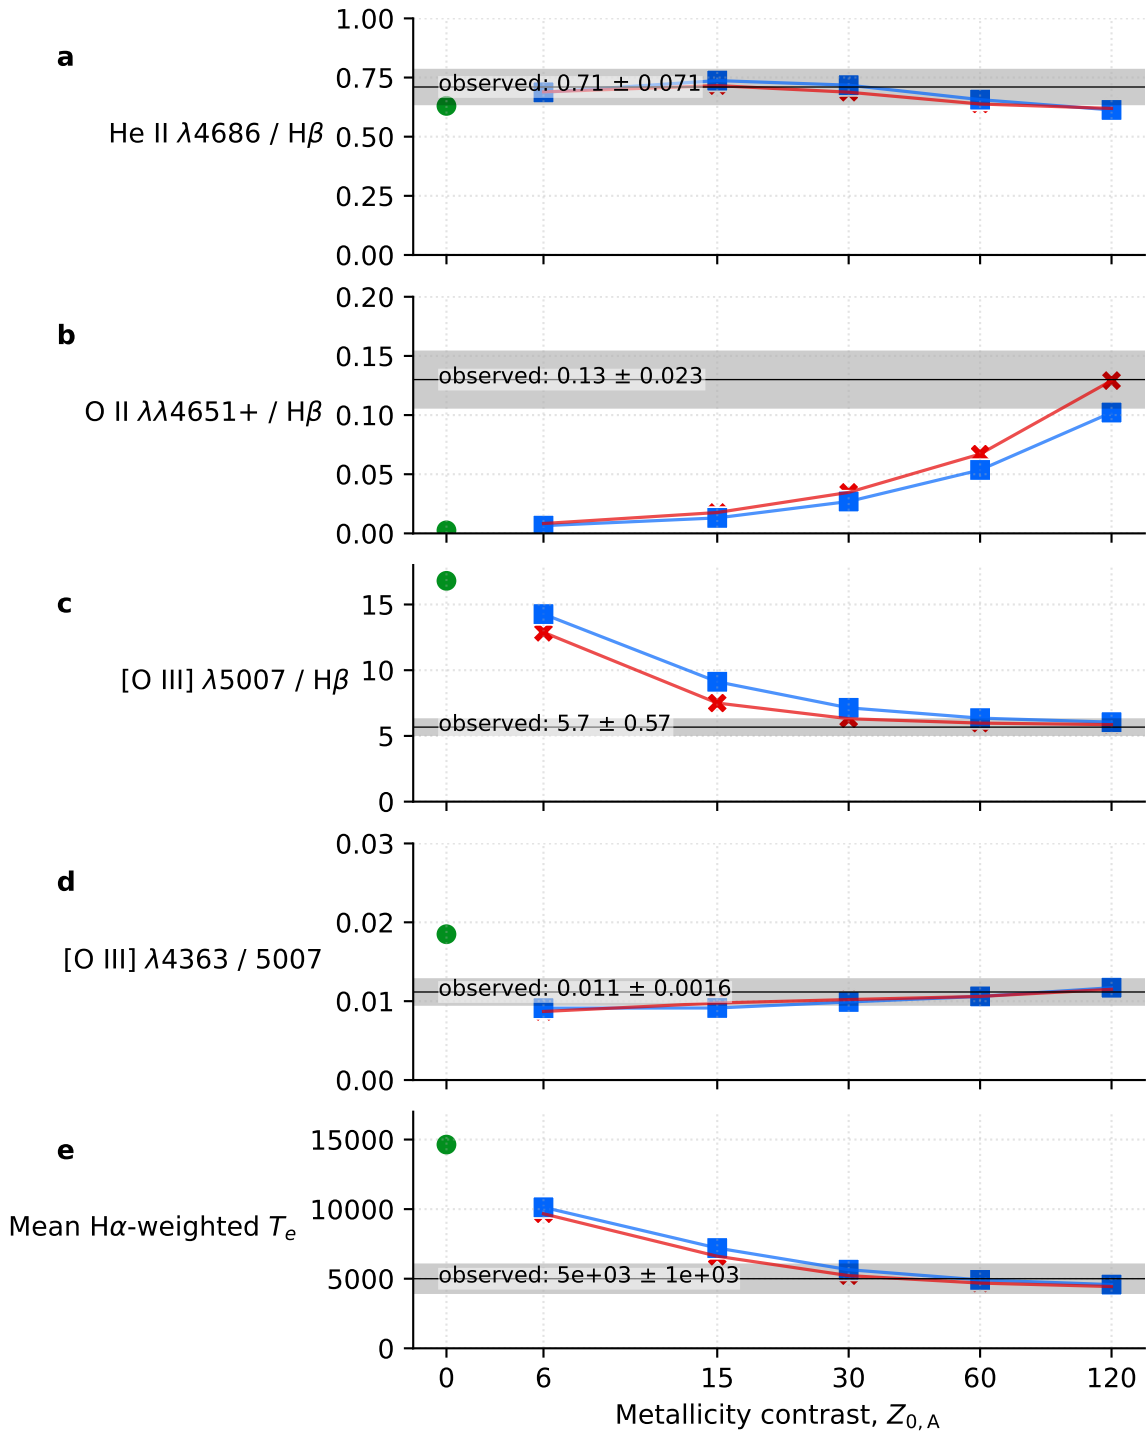 a
He II λ4686 / Hβ
1.00
0.75
0.50
0.25
0.00
observed: 0.71 ± 0.071
b
O II λλ4651+ / Hβ
0.20
0.15
0.10
0.05
0.00
observed: 0.13 ± 0.023
c
[O III] λ5007 / Hβ
15
10
5
0
observed: 5.7 ± 0.57
d
[O III] λ4363 / 5007
0.03
0.02
0.01
0.00
observed: 0.011 ± 0.0016
e
Mean Hα-weighted Te
15000
10000
5000
0
observed: 5e+03 ± 1e+03
0 6 15 30 60 120
Metallicity contrast, Z0, A